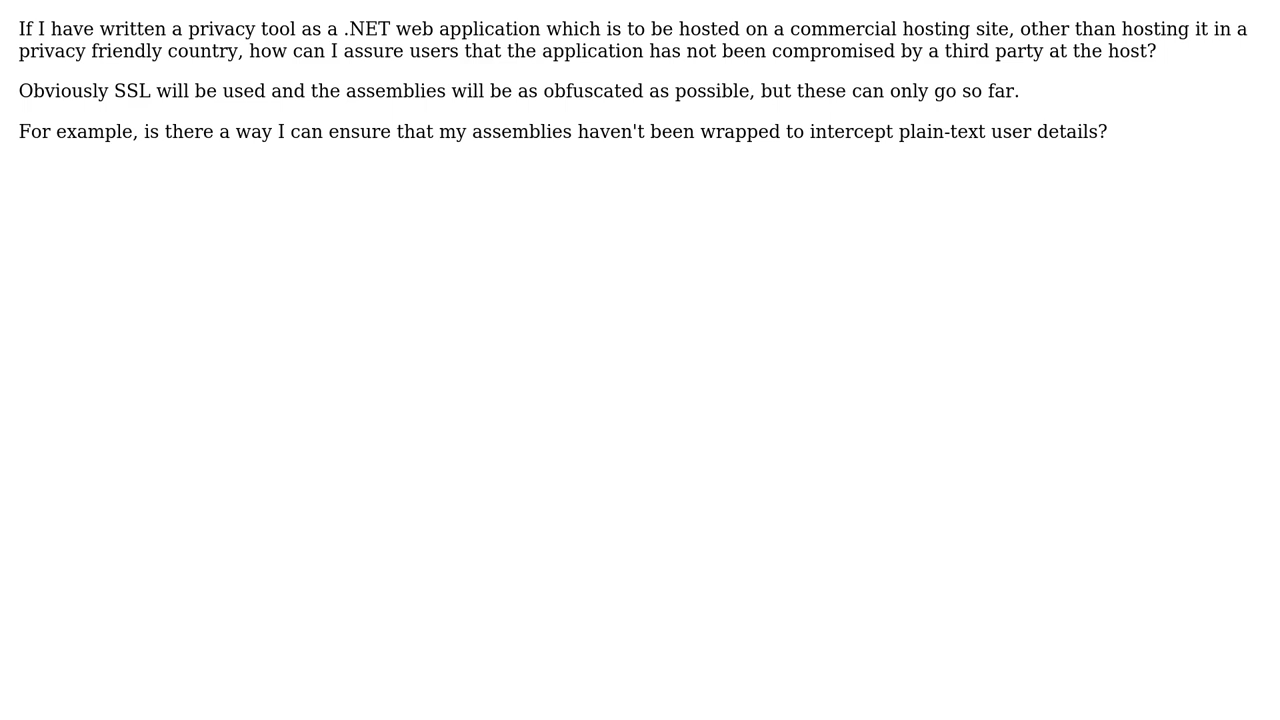 If I have written a privacy tool as a .NET web application which is to be hosted on a commercial hosting site, other than hosting it in a
privacy friendly country, how can I assure users that the application has not been compromised by a third party at the host?
Obviously SSL will be used and the assemblies will be as obfuscated as possible, but these can only go so far.
For example, is there a way I can ensure that my assemblies haven't been wrapped to intercept plain-text user details?